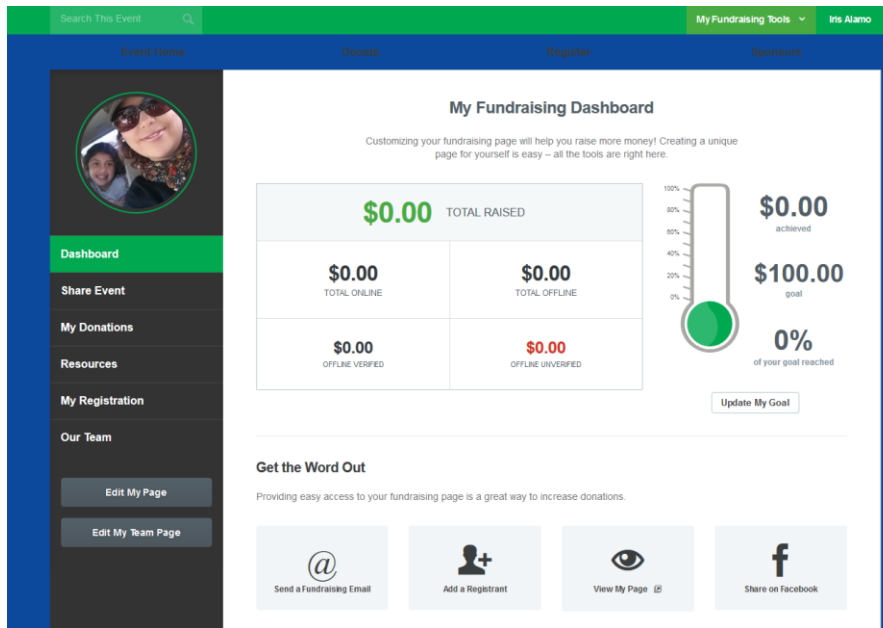 Search This Event
My Fundraising Tools
Iris Alamo
Event Home
Donate
Register
Sponsors
My Fundraising Dashboard
Customizing your fundraising page will help you raise more money! Creating a unique
page for yourself is easy – all the tools are right here.
Dashboard
Share Event
My Donations
Resources
My Registration
Our Team
Edit My Page
Edit My Team Page
$0.00 TOTAL RAISED
$0.00
TOTAL ONLINE
$0.00
TOTAL OFFLINE
$0.00
OFFLINE VERIFIED
$0.00
OFFLINE UNVERIFIED
100%
80%
60%
40%
20%
0%
$0.00
achieved
$100.00
goal
0%
of your goal reached
Update My Goal
Get the Word Out
Providing easy access to your fundraising page is a great way to increase donations.
@
Send a Fundraising Email
Add a Registrant
View My Page
f
Share on Facebook